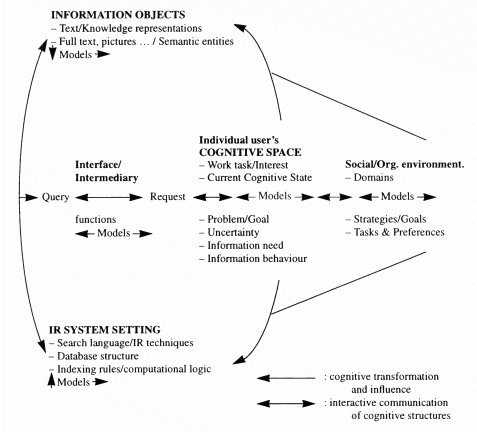 INFORMATION OBJECTS
– Text/Knowledge representations
– Full text, pictures ... / Semantic entities
Models
Individual user's
COGNITIVE SPACE
Interface/
Intermediary
– Work task/Interest
– Current Cognitive State
Social/Org. environment.
– Domains
Query
Request
Models
Models
functions
Models
– Problem/Goal
– Uncertainty
– Information need
– Information behaviour
– Strategies/Goals
– Tasks & Preferences
IR SYSTEM SETTING
– Search language/IR techniques
– Database structure
– Indexing rules/computational logic
Models
: cognitive transformation
and influence
: interactive communication
of cognitive structures